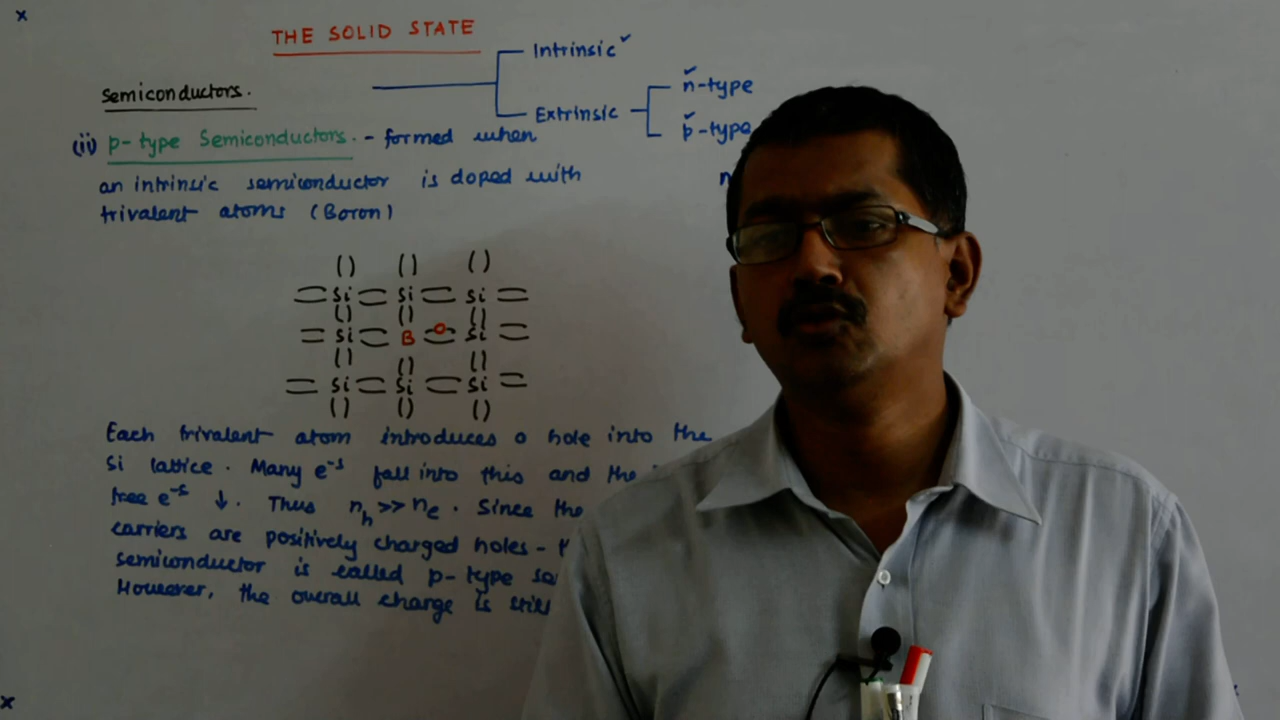 THE SOLID STATE
Intrinsic
Semiconductors.
n-type
Extrinsic
p-type
(ii) p-type Semiconductors. - formed when
an intrinsic semiconductor is doped with
trivalent atoms (Boron)
Si Si Si
Si B Si
Si Si Si
Each trivalent atom introduces a hole into the
Si lattice. Many e⁻s fall into this and the
free e⁻s ↓. Thus nₕ >> nₑ. Since the
carriers are positively charged holes -
semiconductor is called p-type
However, the overall charge is still